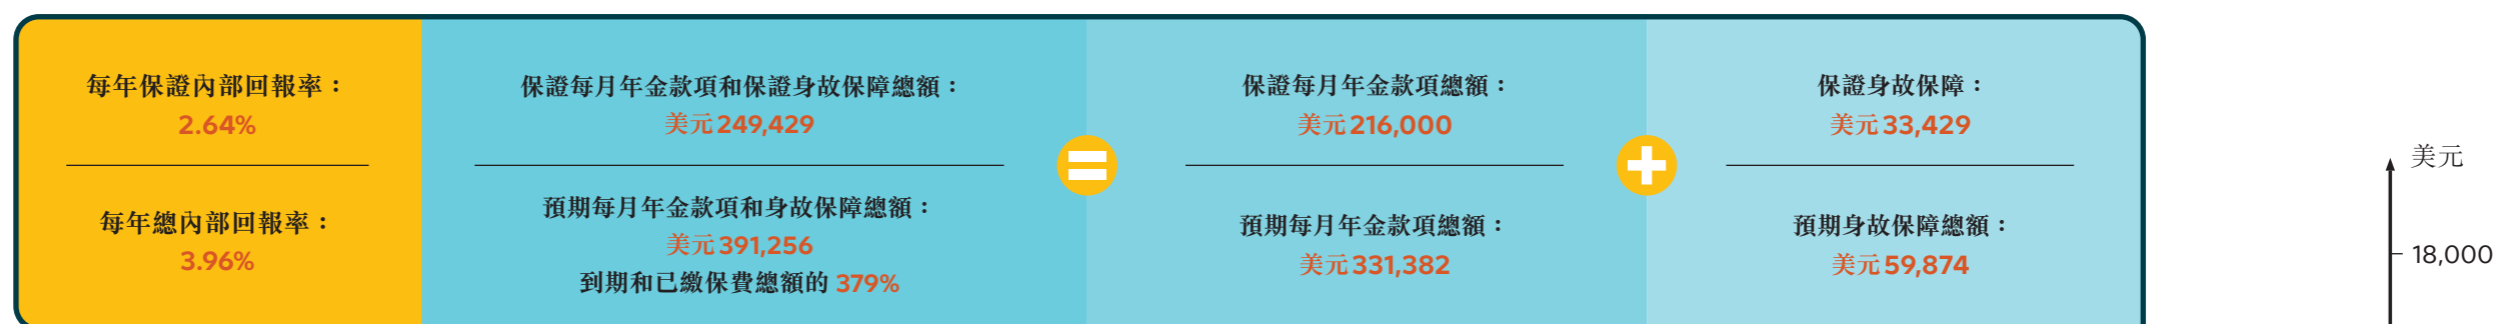 每年保證內部回報率：
2.64%
每年總內部回報率：
3.96%
保證每月年金款項和保證身故保障總額：
美元249,429
預期每月年金款項和身故保障總額：
美元391,256
到期和已繳保費總額的 379%
=
保證每月年金款項總額：
美元216,000
預期每月年金款項總額：
美元331,382
+
保證身故保障：
美元33,429
預期身故保障總額：
美元59,874
美元
18,000